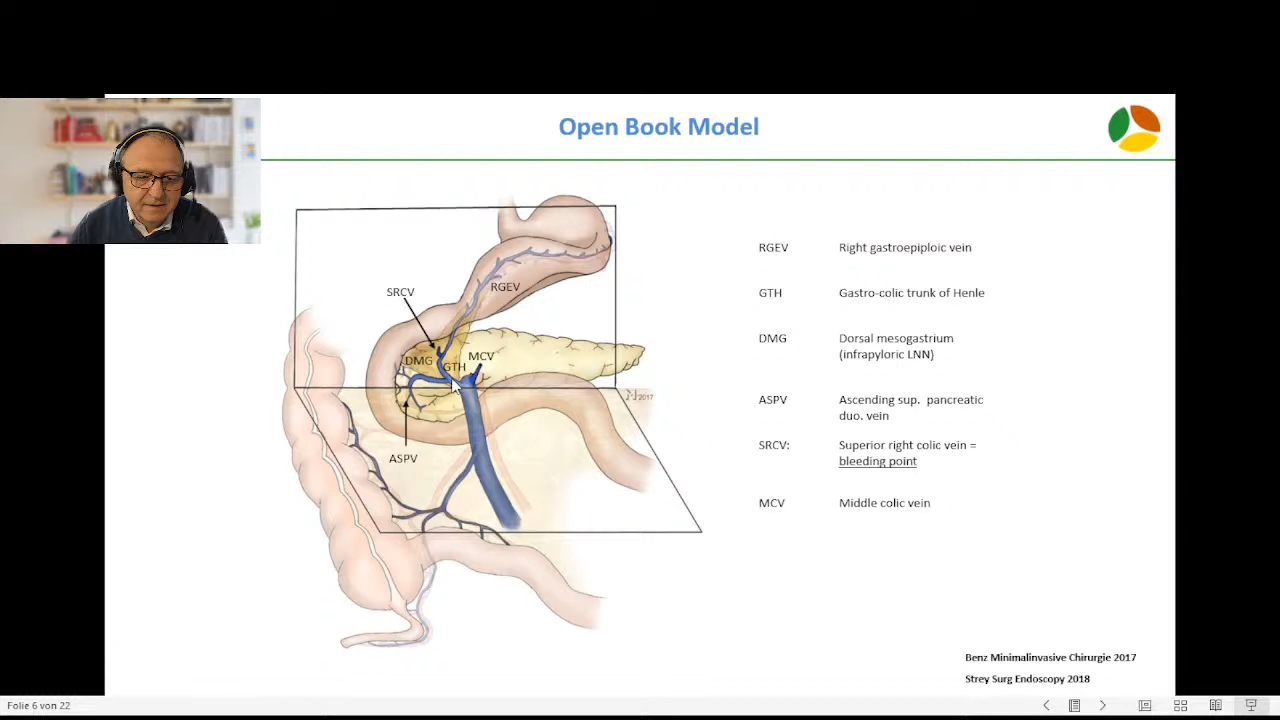 Open Book Model
SRCV
RGEV
DMG
MCV
GTH
ASPV
2017
RGEV Right gastroepiploic vein
GTH Gastro-colic trunk of Henle
DMG Dorsal mesogastrium
(infrapyloric LNN)
ASPV Ascending sup. pancreatic
duo. vein
SRCV: Superior right colic vein =
bleeding point
MCV Middle colic vein
Benz Minimalinvasive Chirurgie 2017
Strey Surg Endoscopy 2018
Folie 6 von 22